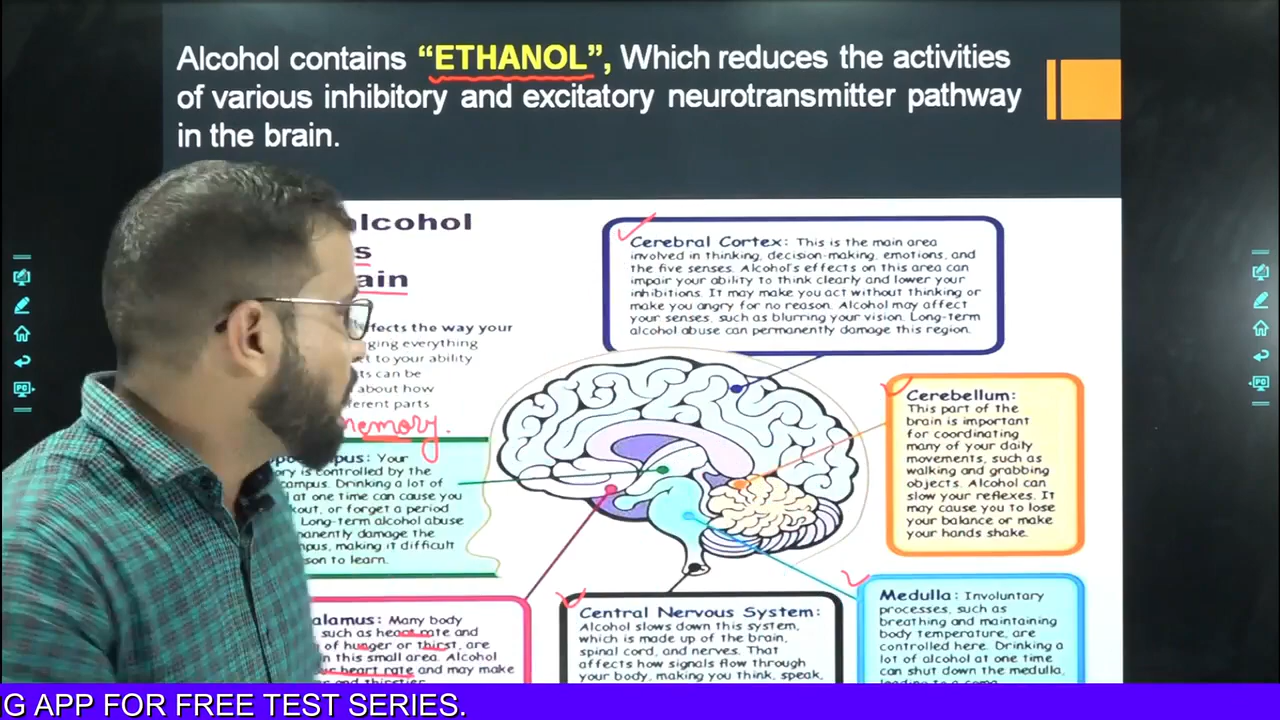 Alcohol contains “ETHANOL”, Which reduces the activities
of various inhibitory and excitatory neurotransmitter pathway
in the brain.
alcohol
s
ain
ffects the way your
ging everything
ct to your ability
ts can be
about how
ferent parts
memory.
pus: Your
ry is controlled by the
campus. Drinking a lot of
at one time can cause you
kout, or forget a period
Long-term alcohol abuse
nently damage the
pus, making it difficult
son to learn.
alamus: Many body
, such as heart rate and
of hunger or thirst, are
n this small area. Alcohol
ur heart rate and may make
Cerebral Cortex: This is the main area
involved in thinking, decision-making, emotions, and
the five senses. Alcohol's effects on this area can
impair your ability to think clearly and lower your
inhibitions. It may make you act without thinking or
make you angry for no reason. Alcohol may affect
your senses, such as blurring your vision. Long-term
alcohol abuse can permanently damage this region.
Cerebellum:
This part of the
brain is important
for coordinating
many of your daily
movements, such as
walking and grabbing
objects. Alcohol can
slow your reflexes. It
may cause you to lose
your balance or make
your hands shake.
Central Nervous System:
Alcohol slows down this system,
which is made up of the brain,
spinal cord, and nerves. That
affects how signals flow through
your body, making you think, speak,
Medulla: Involuntary
processes, such as
breathing and maintaining
body temperature, are
controlled here. Drinking a
lot of alcohol at one time
can shut down the medulla,
PC
PC
G APP FOR FREE TEST SERIES.